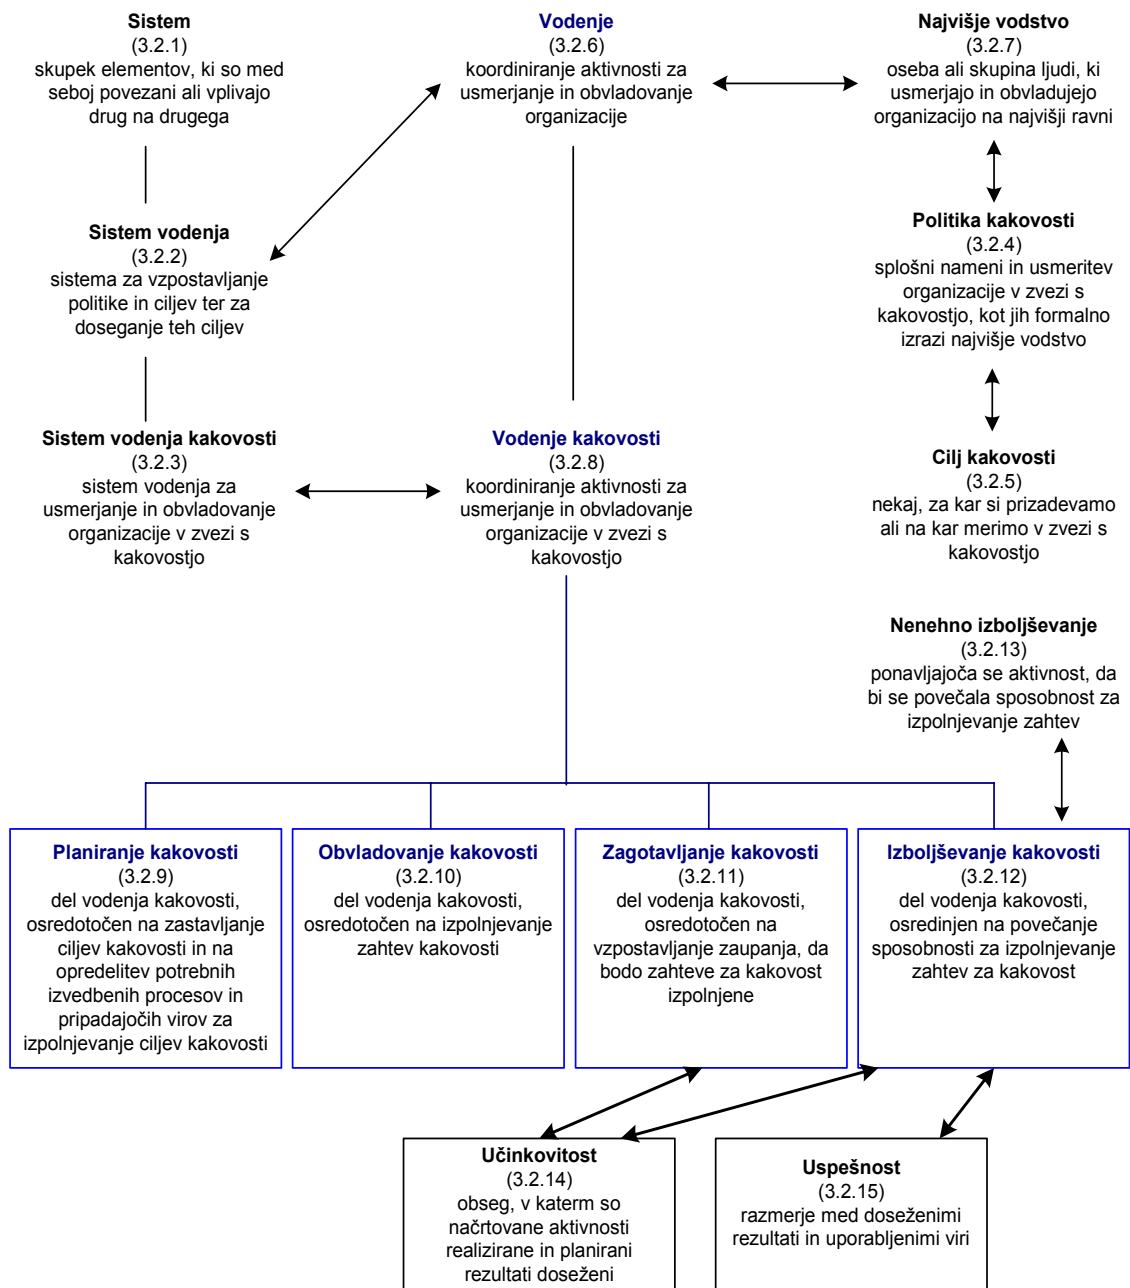 Sistem
(3.2.1)
skupek elementov, ki so med
seboj povezani ali vplivajo
drug na drugega
Vodenje
(3.2.6)
koordiniranje aktivnosti za
usmerjanje in obvladovanje
organizacije
Najvišje vodstvo
(3.2.7)
oseba ali skupina ljudi, ki
usmerjajo in obvladujejo
organizacijo na najvišji ravni
Sistem vodenja
(3.2.2)
sistema za vzpostavljanje
politike in ciljev ter za
doseganje teh ciljev
Politika kakovosti
(3.2.4)
splošni nameni in usmeritev
organizacije v zvezi s
kakovostjo, kot jih formalno
izrazi najvišje vodstvo
Sistem vodenja kakovosti
(3.2.3)
sistem vodenja za
usmerjanje in obvladovanje
organizacije v zvezi s
kakovostjo
Vodenje kakovosti
(3.2.8)
koordiniranje aktivnosti za
usmerjanje in obvladovanje
organizacije v zvezi s
kakovostjo
Cilj kakovosti
(3.2.5)
nekaj, za kar si prizadevamo
ali na kar merimo v zvezi s
kakovostjo
Nenehno izboljševanje
(3.2.13)
ponavljajoča se aktivnost, da
bi se povečala sposobnost za
izpolnjevanje zahtev
Planiranje kakovosti
(3.2.9)
del vodenja kakovosti,
osredotočen na zastavljanje
ciljev kakovosti in na
opredelitev potrebnih
izvedbenih procesov in
pripadajočih virov za
izpolnjevanje ciljev kakovosti
Obvladovanje kakovosti
(3.2.10)
del vodenja kakovosti,
osredotočen na izpolnjevanje
zahtev kakovosti
Zagotavljanje kakovosti
(3.2.11)
del vodenja kakovosti,
osredotočen na
vzpostavljanje zaupanja, da
bodo zahteve za kakovost
izpolnjene
Izboljševanje kakovosti
(3.2.12)
del vodenja kakovosti,
osredinjen na povečanje
sposobnosti za izpolnjevanje
zahtev za kakovost
Učinkovitost
(3.2.14)
obseg, v katerm so
načrtovane aktivnosti
realizirane in planirani
rezultati doseženi
Uspešnost
(3.2.15)
razmerje med doseženimi
rezultati in uporabljenimi viri